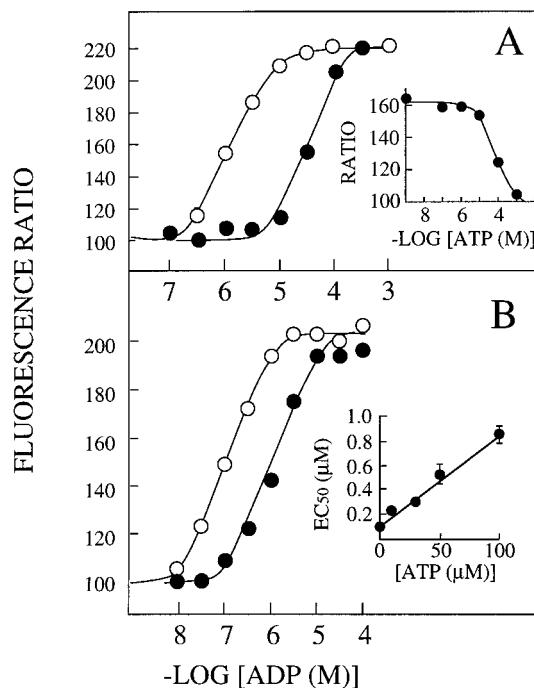 A
220
200
180
160
140
120
100
7 6 5 4 3
RATIO
160
140
120
100
8 6 4
-LOG [ATP (M)]
FLUORESCENCE RATIO
B
200
180
160
140
120
100
8 7 6 5 4
-LOG [ADP (M)]
EC50 (µM)
1.0
0.8
0.6
0.4
0.2
0 50 100
[ATP (µM)]